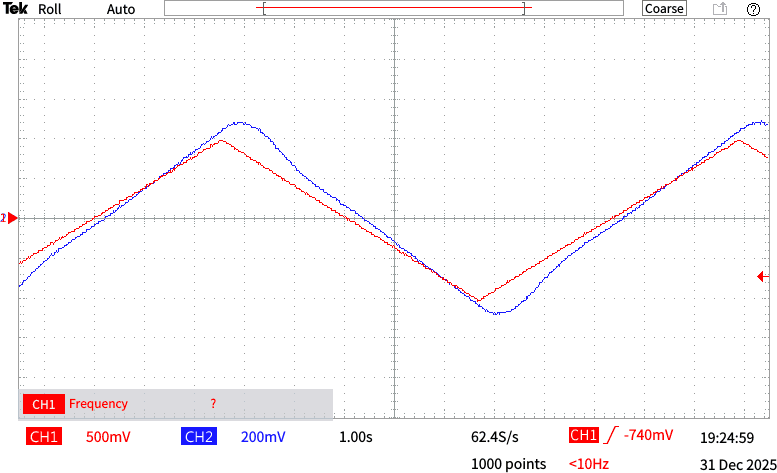 Tek Roll Auto Coarse ?
2
CH1 Frequency ?
CH1 500mV CH2 200mV 1.00s 62.4S/s CH1 -740mV 19:24:59
1000 points <10Hz 31 Dec 2025